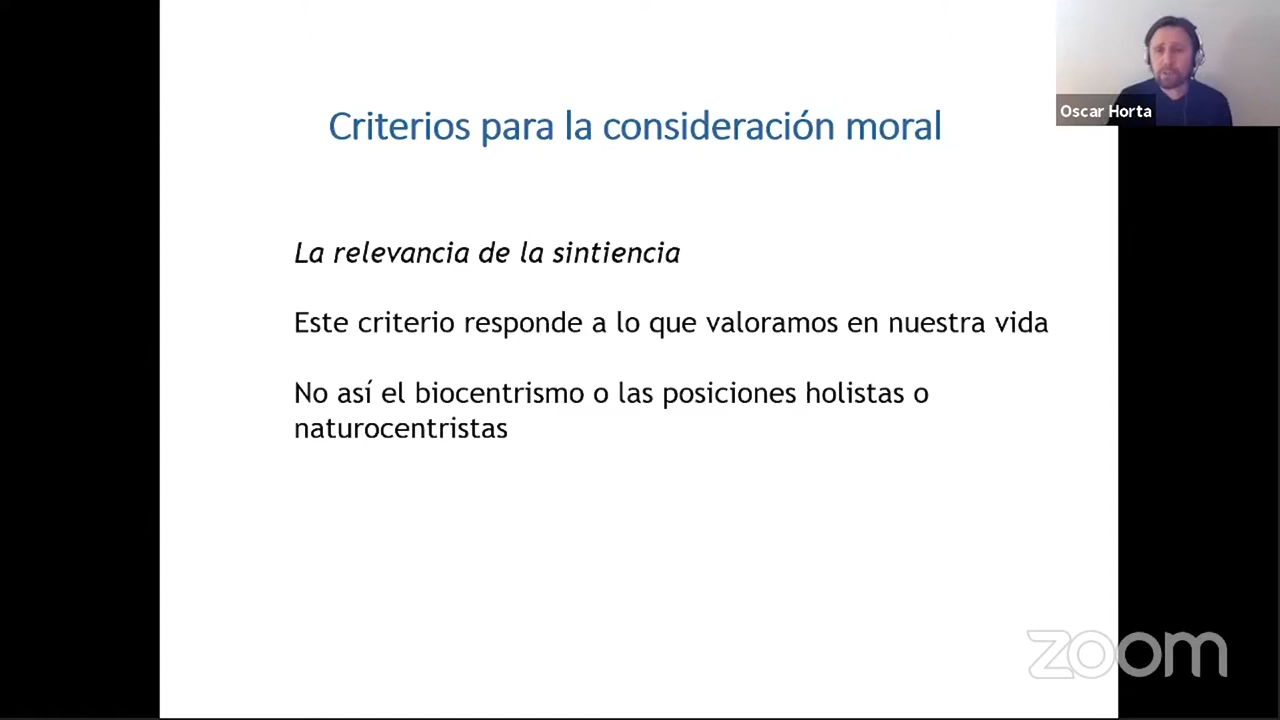 Criterios para la consideración moral
Oscar Horta
La relevancia de la sintiencia
Este criterio responde a lo que valoramos en nuestra vida
No así el biocentrismo o las posiciones holistas o
naturocentristas
zoom